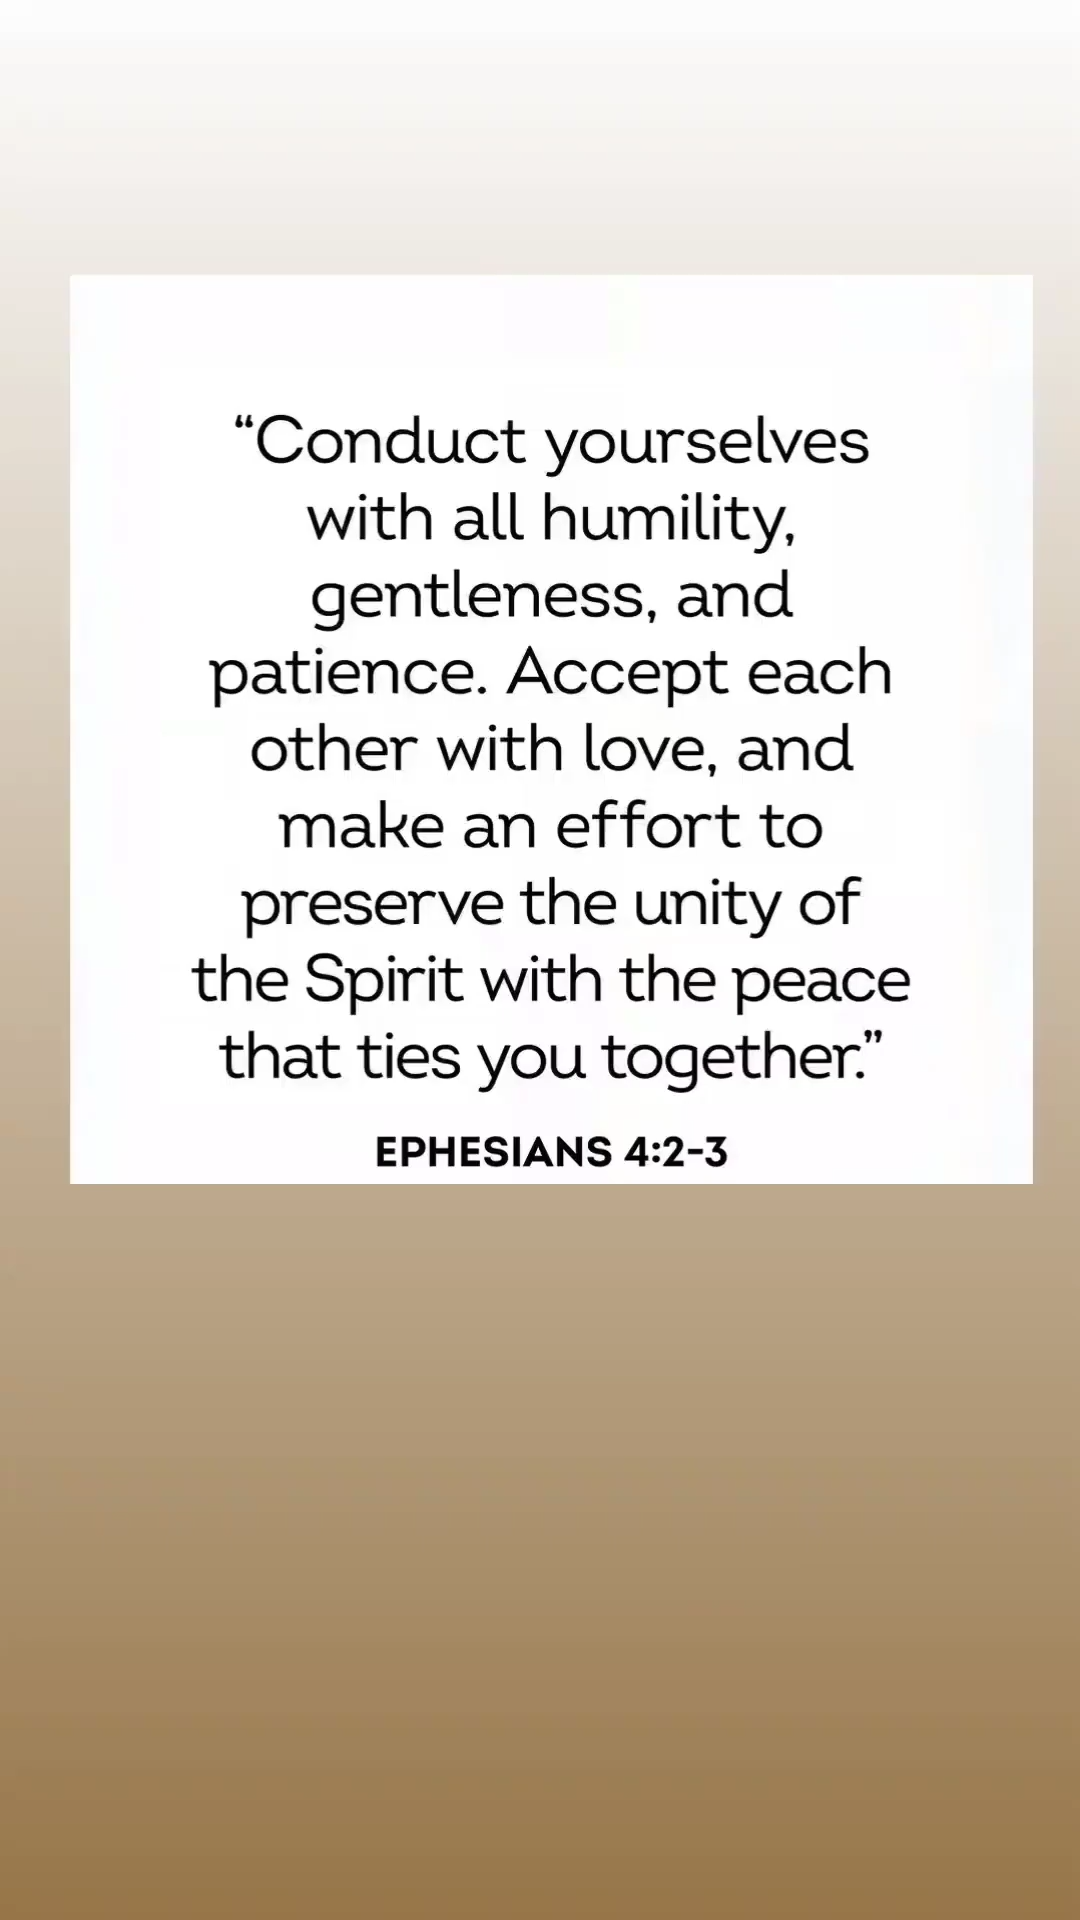 “Conduct yourselves
with all humility,
gentleness, and
patience. Accept each
other with love, and
make an effort to
preserve the unity of
the Spirit with the peace
that ties you together.”
EPHESIANS 4:2-3